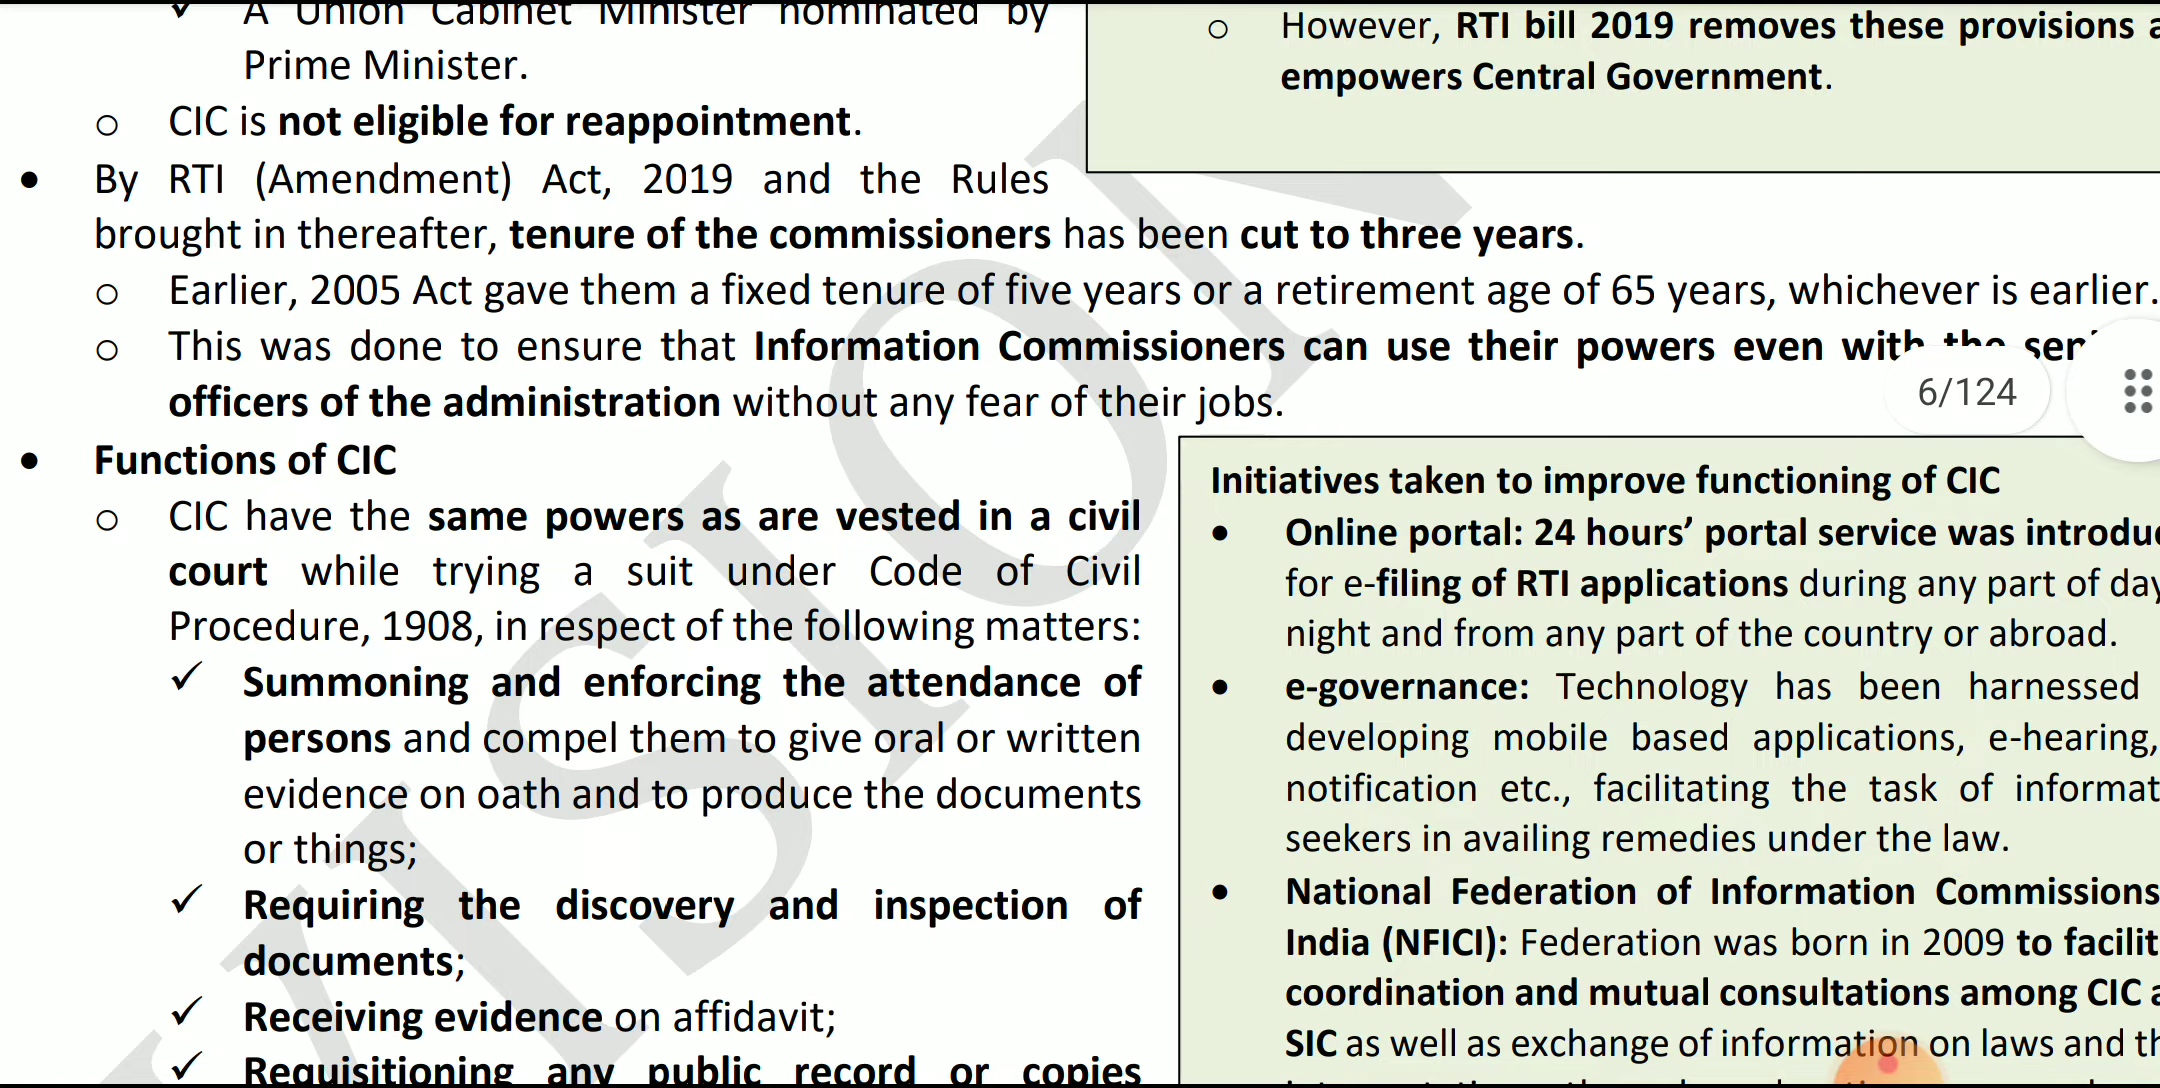 A Union Cabinet Minister nominated by
Prime Minister.
CIC is not eligible for reappointment.
However, RTI bill 2019 removes these provisions
empowers Central Government.
By RTI (Amendment) Act, 2019 and the Rules
brought in thereafter, tenure of the commissioners has been cut to three years.
Earlier, 2005 Act gave them a fixed tenure of five years or a retirement age of 65 years, whichever is earlier.
This was done to ensure that Information Commissioners can use their powers even with the
officers of the administration without any fear of their jobs.
6/124
Functions of CIC
CIC have the same powers as are vested in a civil
court while trying a suit under Code of Civil
Procedure, 1908, in respect of the following matters:
✓ Summoning and enforcing the attendance of
persons and compel them to give oral or written
evidence on oath and to produce the documents
or things;
✓ Requiring the discovery and inspection of
documents;
✓ Receiving evidence on affidavit;
✓ Requisitioning any public record or copies
Initiatives taken to improve functioning of CIC
Online portal: 24 hours’ portal service was
for e-filing of RTI applications during any part of
night and from any part of the country or abroad.
e-governance: Technology has been harnessed
developing mobile based applications, e-hearing,
notification etc., facilitating the task of
seekers in availing remedies under the law.
National Federation of Information Commissions
India (NFICI): Federation was born in 2009 to
coordination and mutual consultations among CIC
SIC as well as exchange of information on laws and
VISION